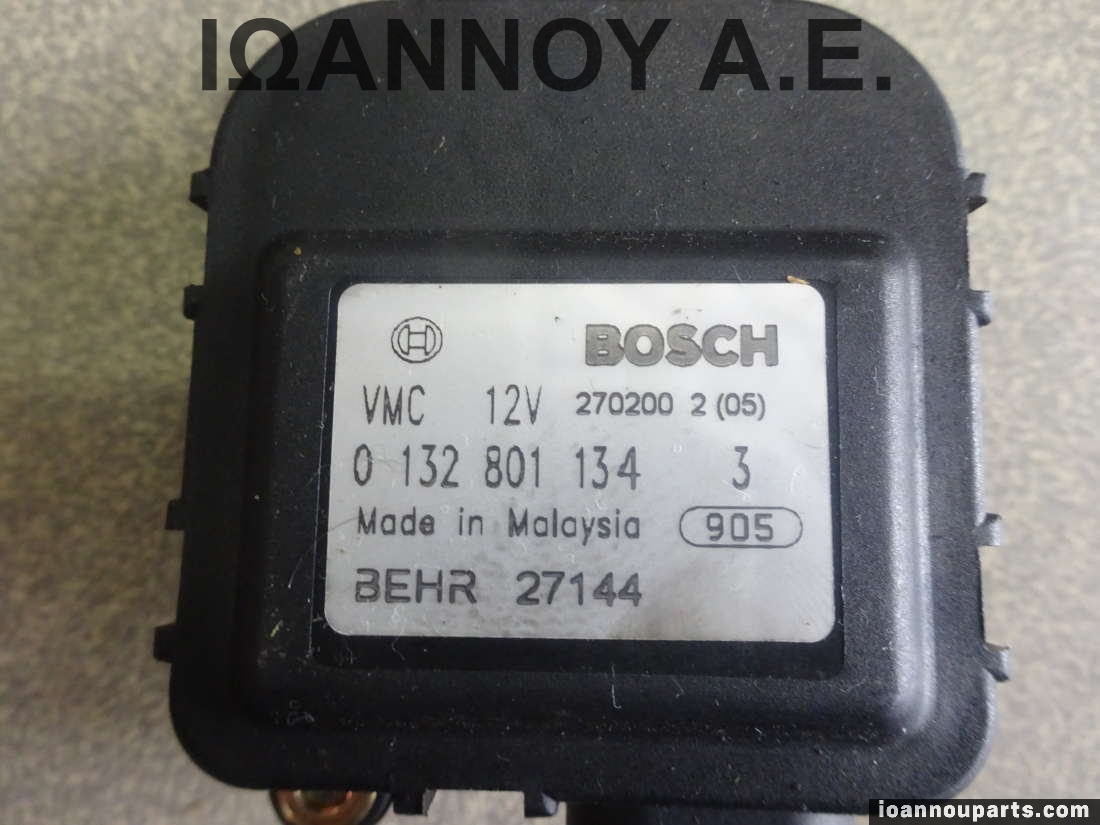 ΙΩΑΝΝΟΥ Α.Ε.
BOSCH
VMC 12V 270200 2 (05)
0 132 801 134 3
Made in Malaysia 905
BEHR 27144
ioannouparts.com